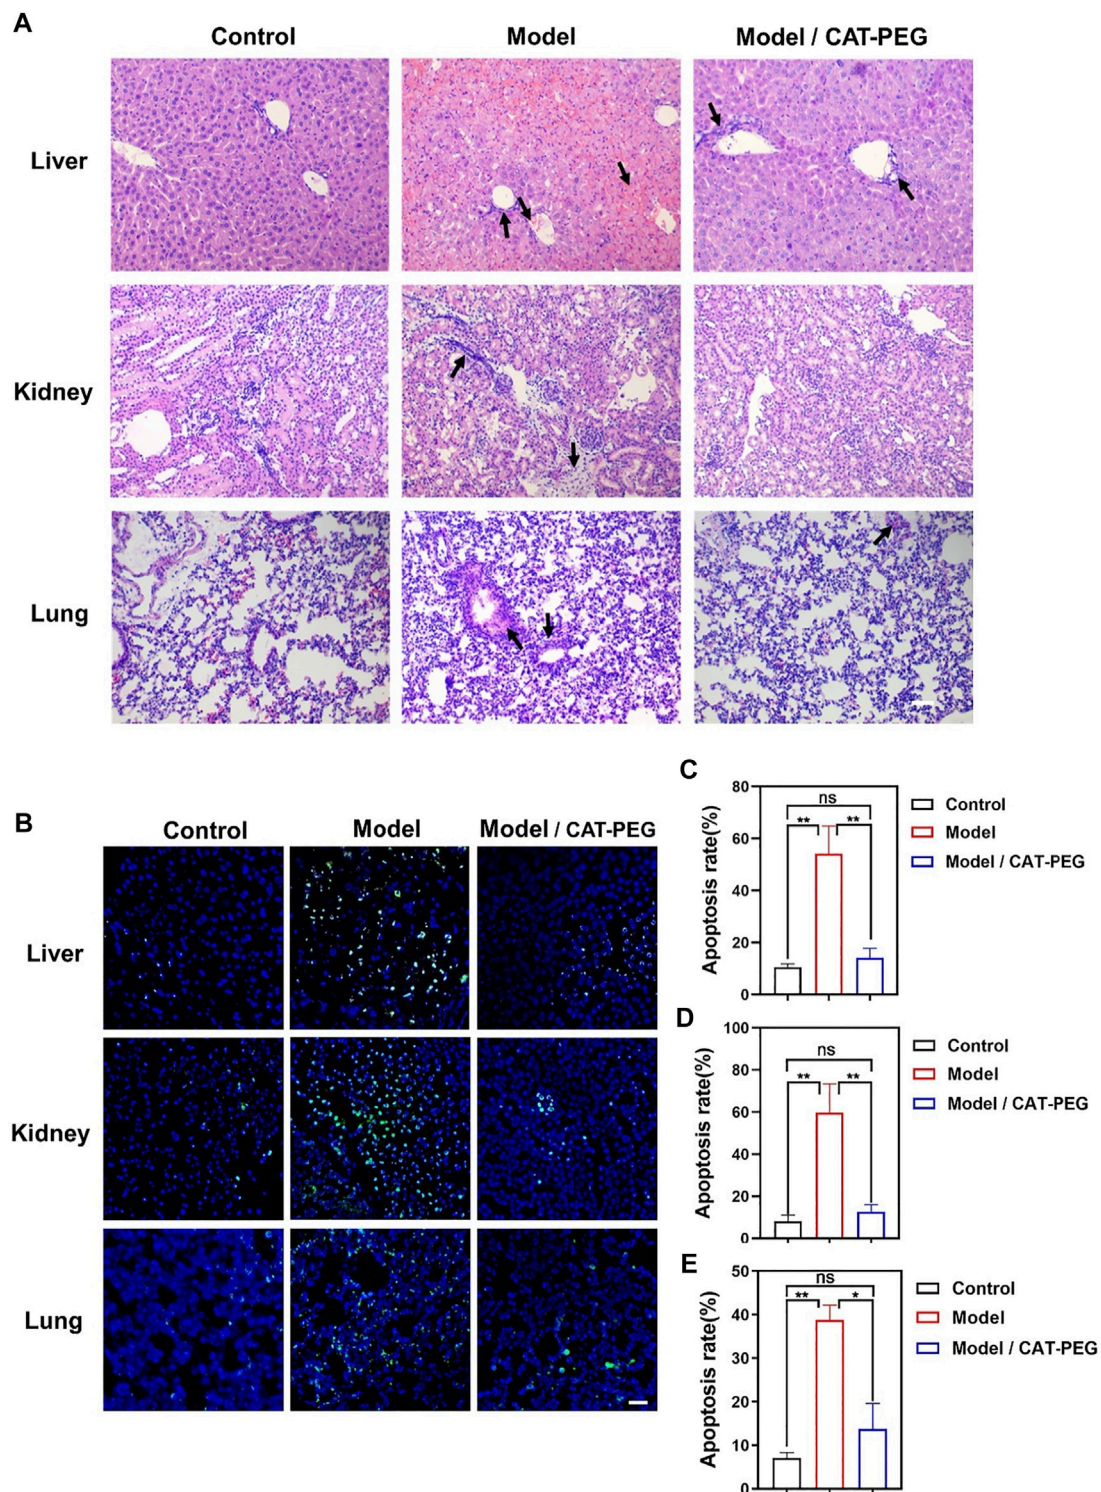 A
Control Model Model / CAT-PEG
Liver
Kidney
Lung
B
Control Model Model / CAT-PEG
Liver
Kidney
Lung
C
Apoptosis rate(%)
80
60
40
20
0
ns
** **
Control
Model
Model / CAT-PEG
D
Apoptosis rate(%)
100
80
60
40
20
0
ns
** **
Control
Model
Model / CAT-PEG
E
Apoptosis rate(%)
50
40
30
20
10
0
ns
** *
Control
Model
Model / CAT-PEG